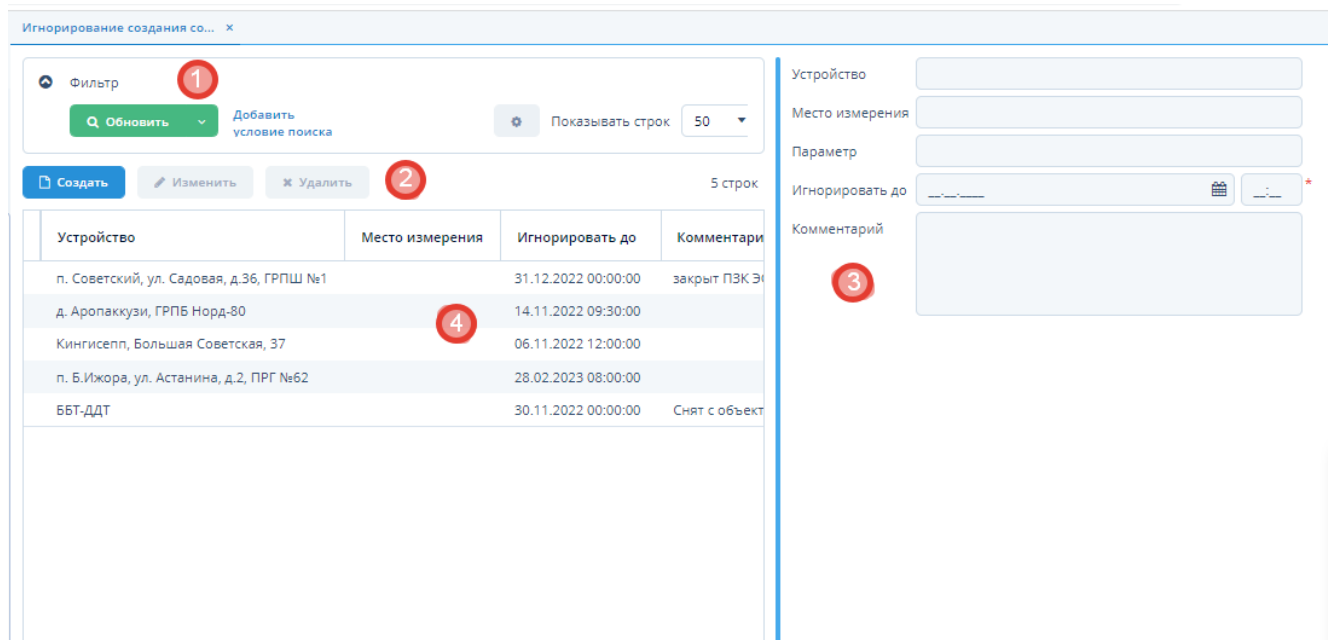 Игнорирование создания со... ×
Фильтр
1
Обновить
Добавить
условие поиска
Показывать строк
50
Создать
Изменить
Удалить
2
5 строк
Устройство
Место измерения
Игнорировать до
Комментари
п. Советский, ул. Садовая, д.36, ГРПШ №1
31.12.2022 00:00:00
закрыт ПЗК Э
д. Аропаккузи, ГРПБ Норд-80
14.11.2022 09:30:00
4
Кингисепп, Большая Советская, 37
06.11.2022 12:00:00
п. Б.Ижора, ул. Астанина, д.2, ПРГ №62
28.02.2023 08:00:00
ББТ-ДДТ
30.11.2022 00:00:00
Снят с объект
Устройство
Место измерения
Параметр
Игнорировать до
__.__.____
__:__
*
Комментарий
3